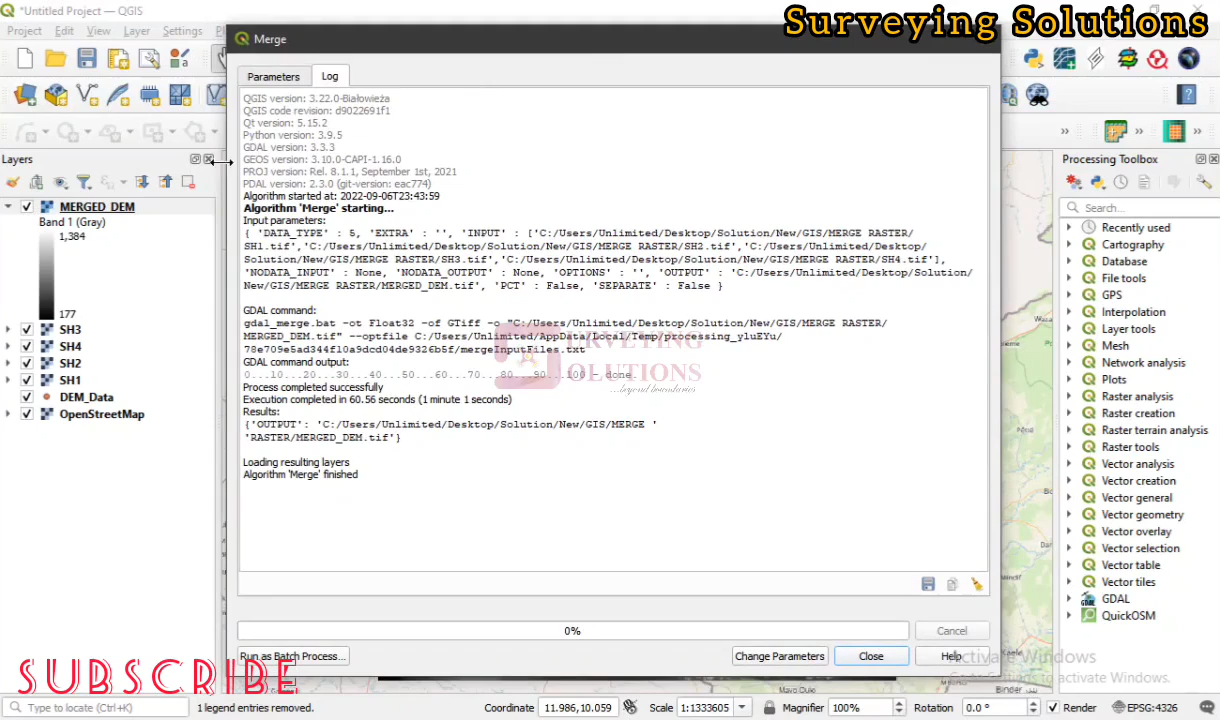 *Untitled Project — QGIS
Surveying Solutions
Project Edit View Layer Settings
Merge
Parameters Log
QGIS version: 3.22.0-Białowieża
QGIS code revision: d9022691f1
Qt version: 5.15.2
Python version: 3.9.5
GDAL version: 3.3.3
GEOS version: 3.10.0-CAPI-1.16.0
PROJ version: Rel. 8.1.1, September 1st, 2021
PDAL version: 2.3.0 (git-version: eac774)
Algorithm started at: 2022-09-06T23:43:59
Algorithm 'Merge' starting…
Input parameters:
{ 'DATA_TYPE' : 5, 'EXTRA' : '', 'INPUT' : ['C:/Users/Unlimited/Desktop/Solution/New/GIS/MERGE RASTER/
SH1.tif','C:/Users/Unlimited/Desktop/Solution/New/GIS/MERGE RASTER/SH2.tif','C:/Users/Unlimited/Desktop/
Solution/New/GIS/MERGE RASTER/SH3.tif','C:/Users/Unlimited/Desktop/Solution/New/GIS/MERGE RASTER/SH4.tif'],
'NODATA_INPUT' : None, 'NODATA_OUTPUT' : None, 'OPTIONS' : '', 'OUTPUT' : 'C:/Users/Unlimited/Desktop/Solution/
New/GIS/MERGE RASTER/MERGED_DEM.tif', 'PCT' : False, 'SEPARATE' : False }
GDAL command:
gdal_merge.bat -ot Float32 -of GTiff -o "C:/Users/Unlimited/Desktop/Solution/New/GIS/MERGE RASTER/
MERGED_DEM.tif" --optfile C:/Users/Unlimited/AppData/Local/Temp/processing_yluEYu/
78e709e5ad344f10a9dcd04de9326b5f/mergeInputFiles.txt
GDAL command output:
0...10...20...30...40...50...60...70...80...90...100 - done.
Process completed successfully
Execution completed in 60.56 seconds (1 minute 1 seconds)
Results:
{'OUTPUT': 'C:/Users/Unlimited/Desktop/Solution/New/GIS/MERGE '
'RASTER/MERGED_DEM.tif'}
Loading resulting layers
Algorithm 'Merge' finished
URVEYING
OLUTIONS
...beyond boundaries
0%
Cancel
Run as Batch Process…
Change Parameters
Close
Help
Layers
MERGED_DEM
Band 1 (Gray)
1,384
177
SH3
SH4
SH2
SH1
DEM_Data
OpenStreetMap
Processing Toolbox
Search…
Recently used
Cartography
Database
File tools
GPS
Interpolation
Layer tools
Mesh
Network analysis
Plots
Raster analysis
Raster creation
Raster terrain analysis
Raster tools
Vector analysis
Vector creation
Vector general
Vector geometry
Vector overlay
Vector selection
Vector table
Vector tiles
GDAL
QuickOSM
Activate Windows
Go to Settings to activate Windows.
Mayo Oulo
Binder
SUBSCRIBE
Type to locate (Ctrl+K)
1 legend entries removed.
Coordinate 11.986,10.059
Scale 1:1333605
Magnifier 100%
Rotation 0.0 °
Render
EPSG:4326